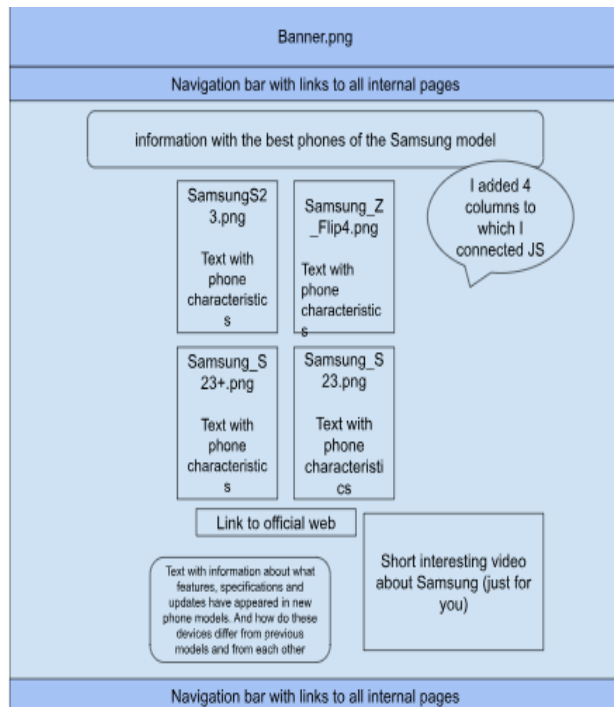 Banner.png
Navigation bar with links to all internal pages
information with the best phones of the Samsung model
I added 4
columns to
which I
connected JS
SamsungS2
3.png
Text with
phone
characteristic
s
Samsung_Z
_Flip4.png
Text with
phone
characteristic
s
Samsung_S
23+.png
Text with
phone
characteristic
s
Samsung_S
23.png
Text with
phone
characteristi
cs
Link to official web
Short interesting video
about Samsung (just for
you)
Text with information about what
features, specifications and
updates have appeared in new
phone models. And how do these
devices differ from previous
models and from each other
Navigation bar with links to all internal pages